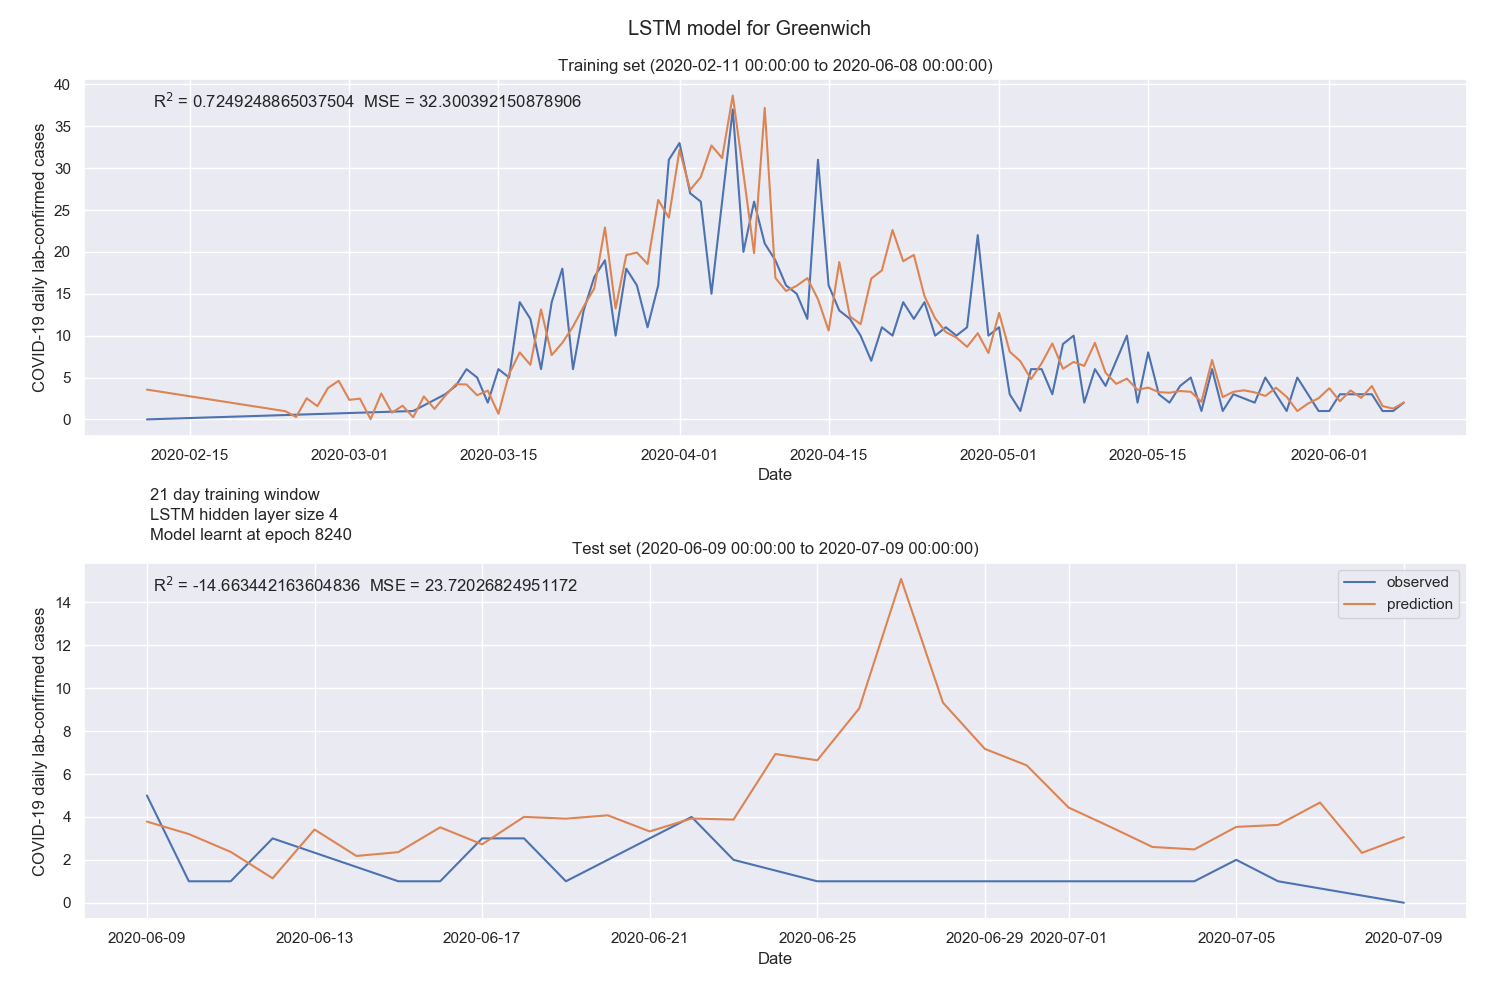 LSTM model for Greenwich
Training set (2020-02-11 00:00:00 to 2020-06-08 00:00:00)
R² = 0.7249248865037504  MSE = 32.300392150878906
COVID-19 daily lab-confirmed cases
40
35
30
25
20
15
10
5
0
2020-02-15 2020-03-01 2020-03-15 2020-04-01 2020-04-15 2020-05-01 2020-05-15 2020-06-01
Date
21 day training window
LSTM hidden layer size 4
Model learnt at epoch 8240
Test set (2020-06-09 00:00:00 to 2020-07-09 00:00:00)
R² = -14.663442163604836  MSE = 23.72026824951172
observed
prediction
COVID-19 daily lab-confirmed cases
14
12
10
8
6
4
2
0
2020-06-09 2020-06-13 2020-06-17 2020-06-21 2020-06-25 2020-06-29 2020-07-01 2020-07-05 2020-07-09
Date